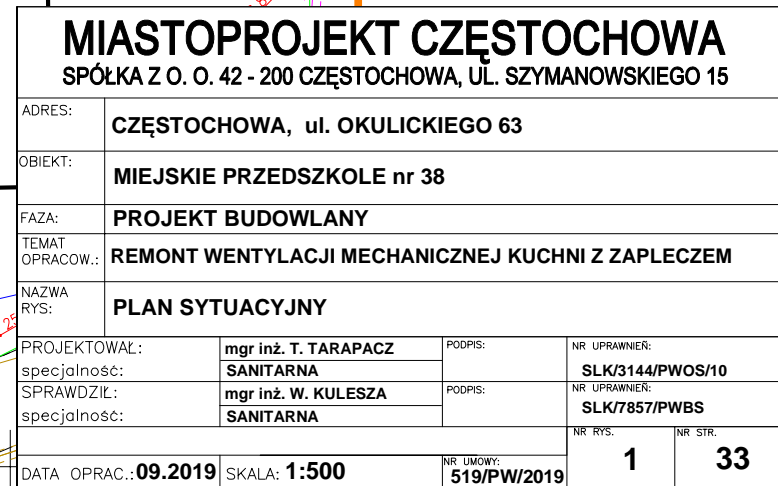 MIASTOPROJEKT CZĘSTOCHOWA
SPÓŁKA Z O. O. 42 - 200 CZĘSTOCHOWA, UL. SZYMANOWSKIEGO 15
ADRES: CZĘSTOCHOWA, ul. OKULICKIEGO 63
OBIEKT: MIEJSKIE PRZEDSZKOLE nr 38
FAZA: PROJEKT BUDOWLANY
TEMAT OPRACOW.: REMONT WENTYLACJI MECHANICZNEJ KUCHNI Z ZAPLECZEM
NAZWA RYS: PLAN SYTUACYJNY
PROJEKTOWAŁ: mgr inż. T. TARAPACZ PODPIS: NR UPRAWNIEŃ:
specjalność: SANITARNA SLK/3144/PWOS/10
SPRAWDZIŁ: mgr inż. W. KULESZA PODPIS: NR UPRAWNIEŃ:
specjalność: SANITARNA SLK/7857/PWBS
NR RYS. NR STR.
DATA OPRAC.: 09.2019 SKALA: 1:500 NR UMOWY: 519/PW/2019 1 33